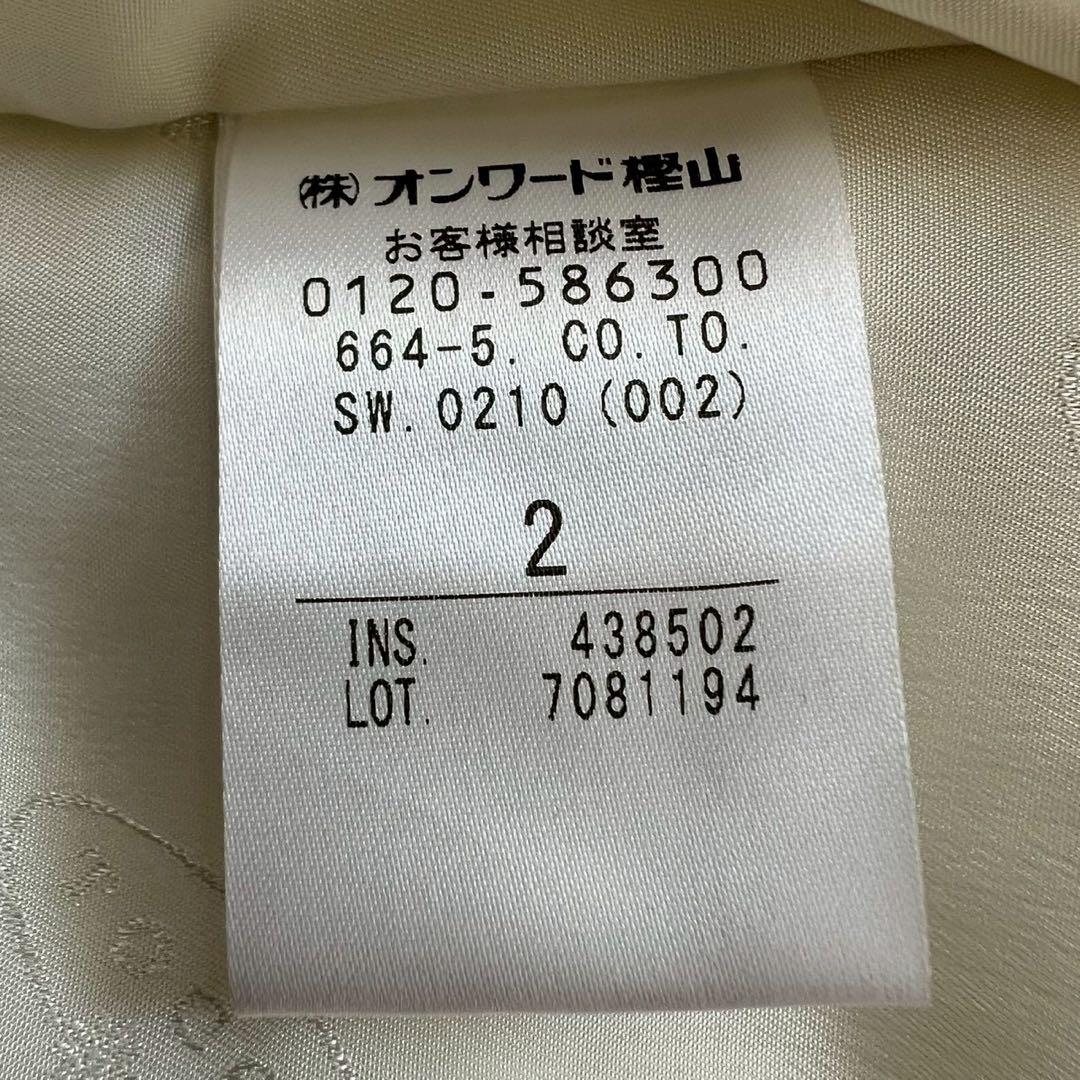 (株)オンワード樫山
お客様相談室
0120-586300
664-5. CO.TO.
SW.0210(002)
2
INS. 438502
LOT. 7081194